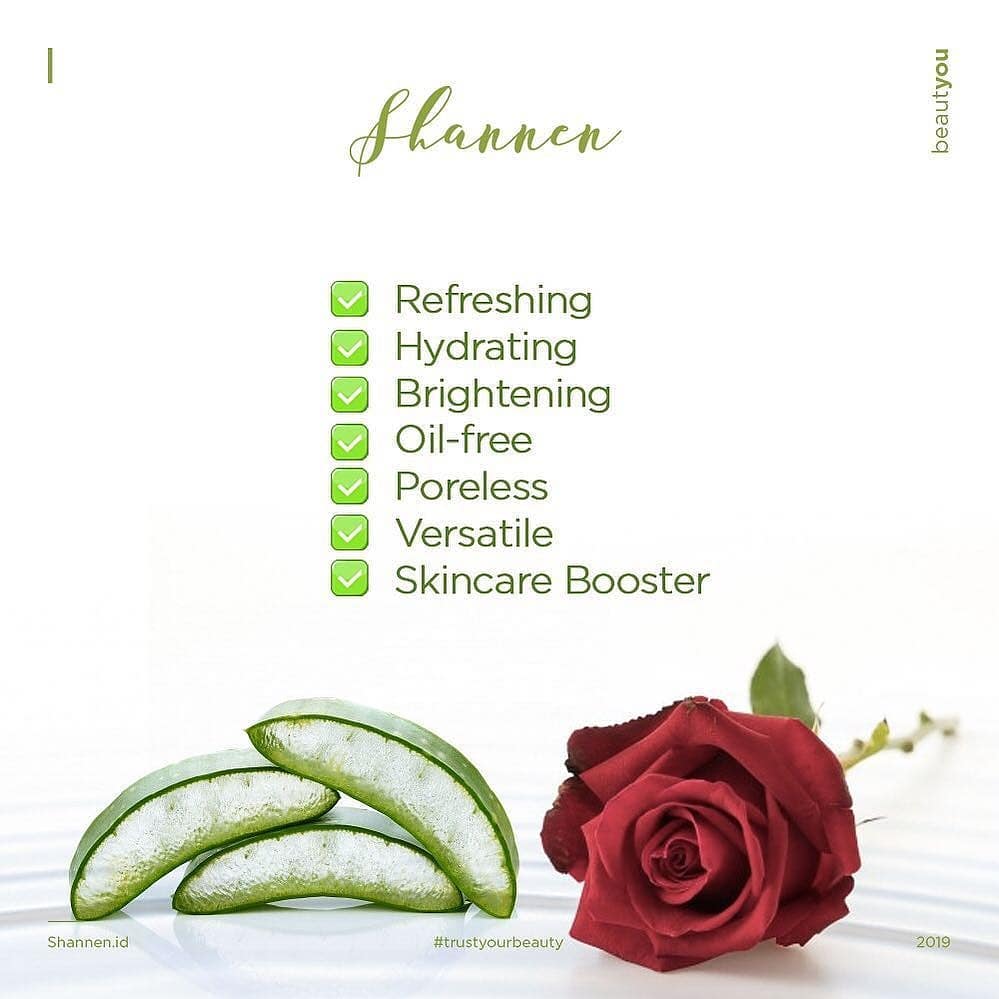 Shannen
beautyou
Refreshing
Hydrating
Brightening
Oil-free
Poreless
Versatile
Skincare Booster
Shannen.id
#trustyourbeauty
2019